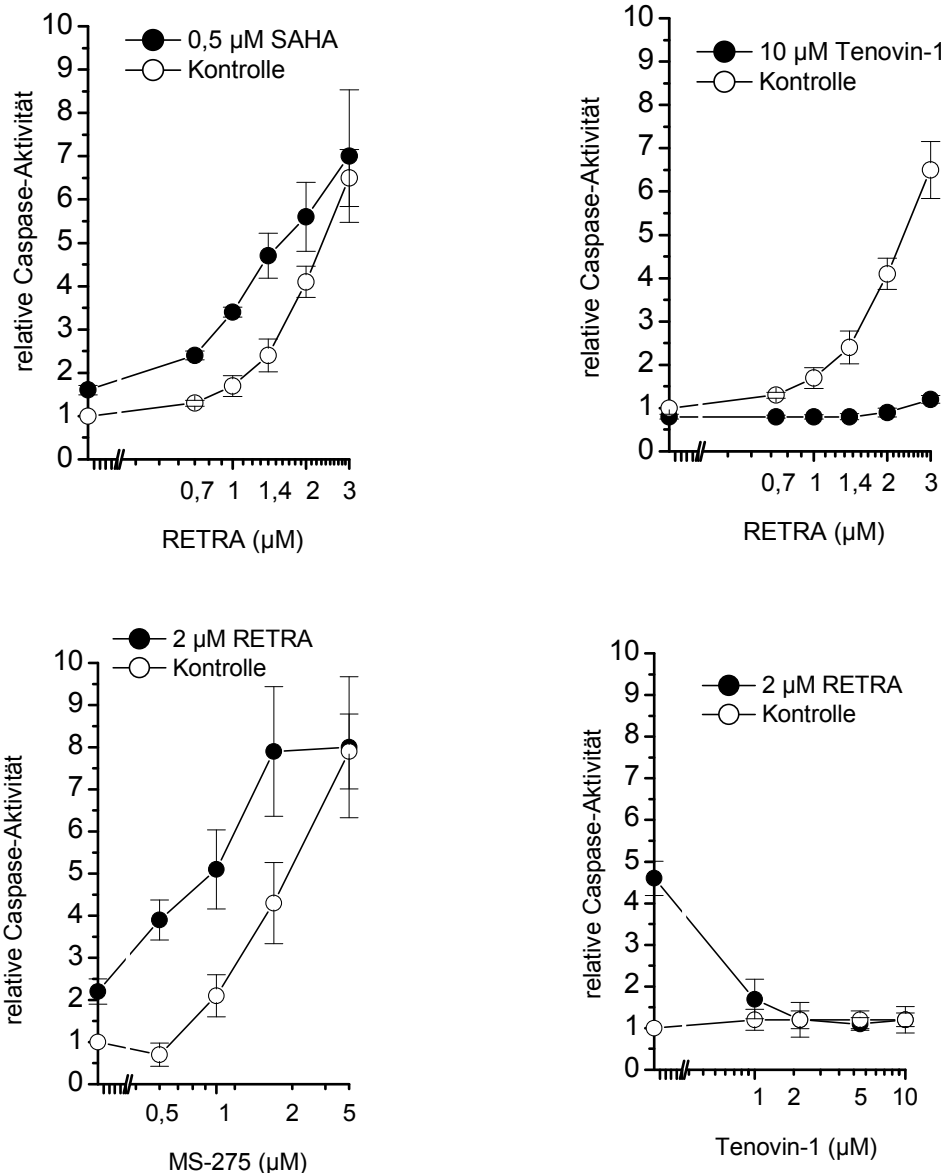 0,5 µM SAHA
Kontrolle
relative Caspase-Aktivität
10
9
8
7
6
5
4
3
2
1
0
0,7 1 1,4 2 3
RETRA (µM)
10 µM Tenovin-1
Kontrolle
relative Caspase-Aktivität
10
9
8
7
6
5
4
3
2
1
0
0,7 1 1,4 2 3
RETRA (µM)
2 µM RETRA
Kontrolle
relative Caspase-Aktivität
10
9
8
7
6
5
4
3
2
1
0
0,5 1 2 5
MS-275 (µM)
2 µM RETRA
Kontrolle
relative Caspase-Aktivität
10
9
8
7
6
5
4
3
2
1
0
1 2 5 10
Tenovin-1 (µM)